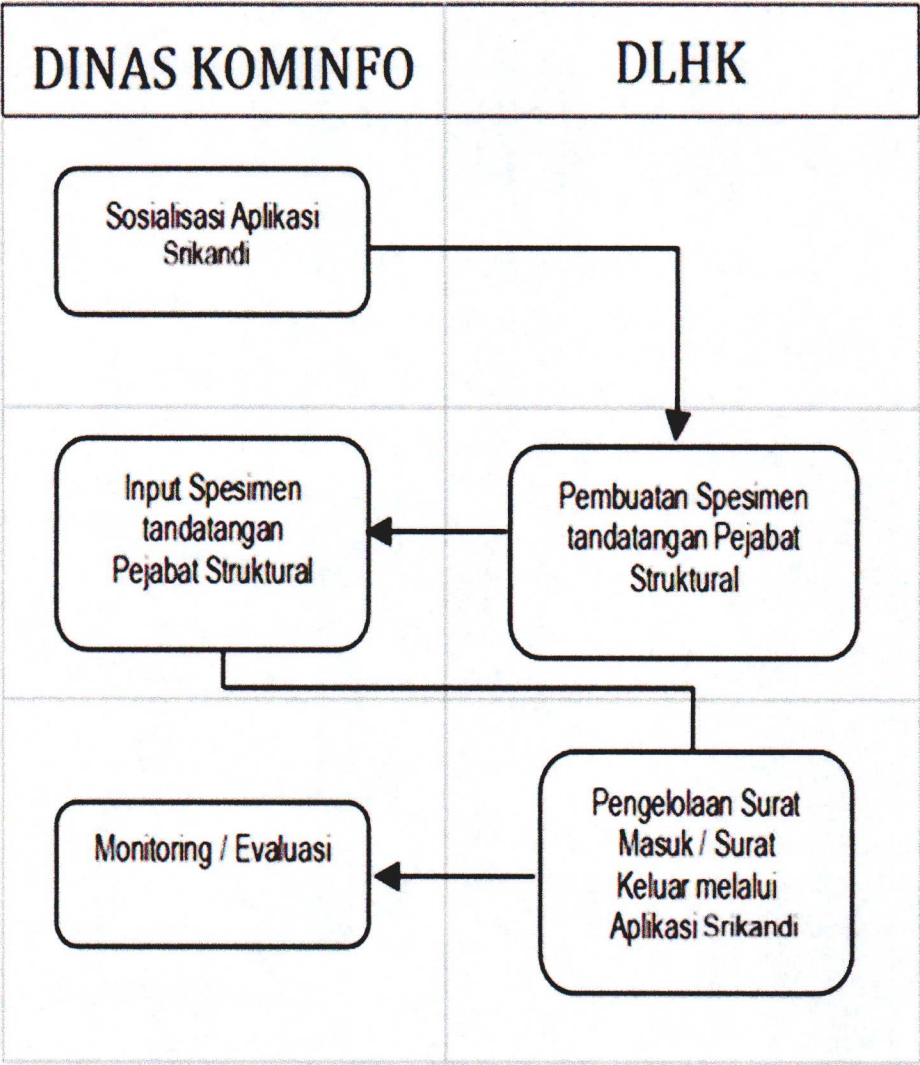 DINAS KOMINFO
DLHK
Sosialisasi Aplikasi
Srikandi
Input Spesimen
tandatangan
Pejabat Struktural
Pembuatan Spesimen
tandatangan Pejabat
Struktural
Monitoring / Evaluasi
Pengelolaan Surat
Masuk / Surat
Keluar melalui
Aplikasi Srikandi